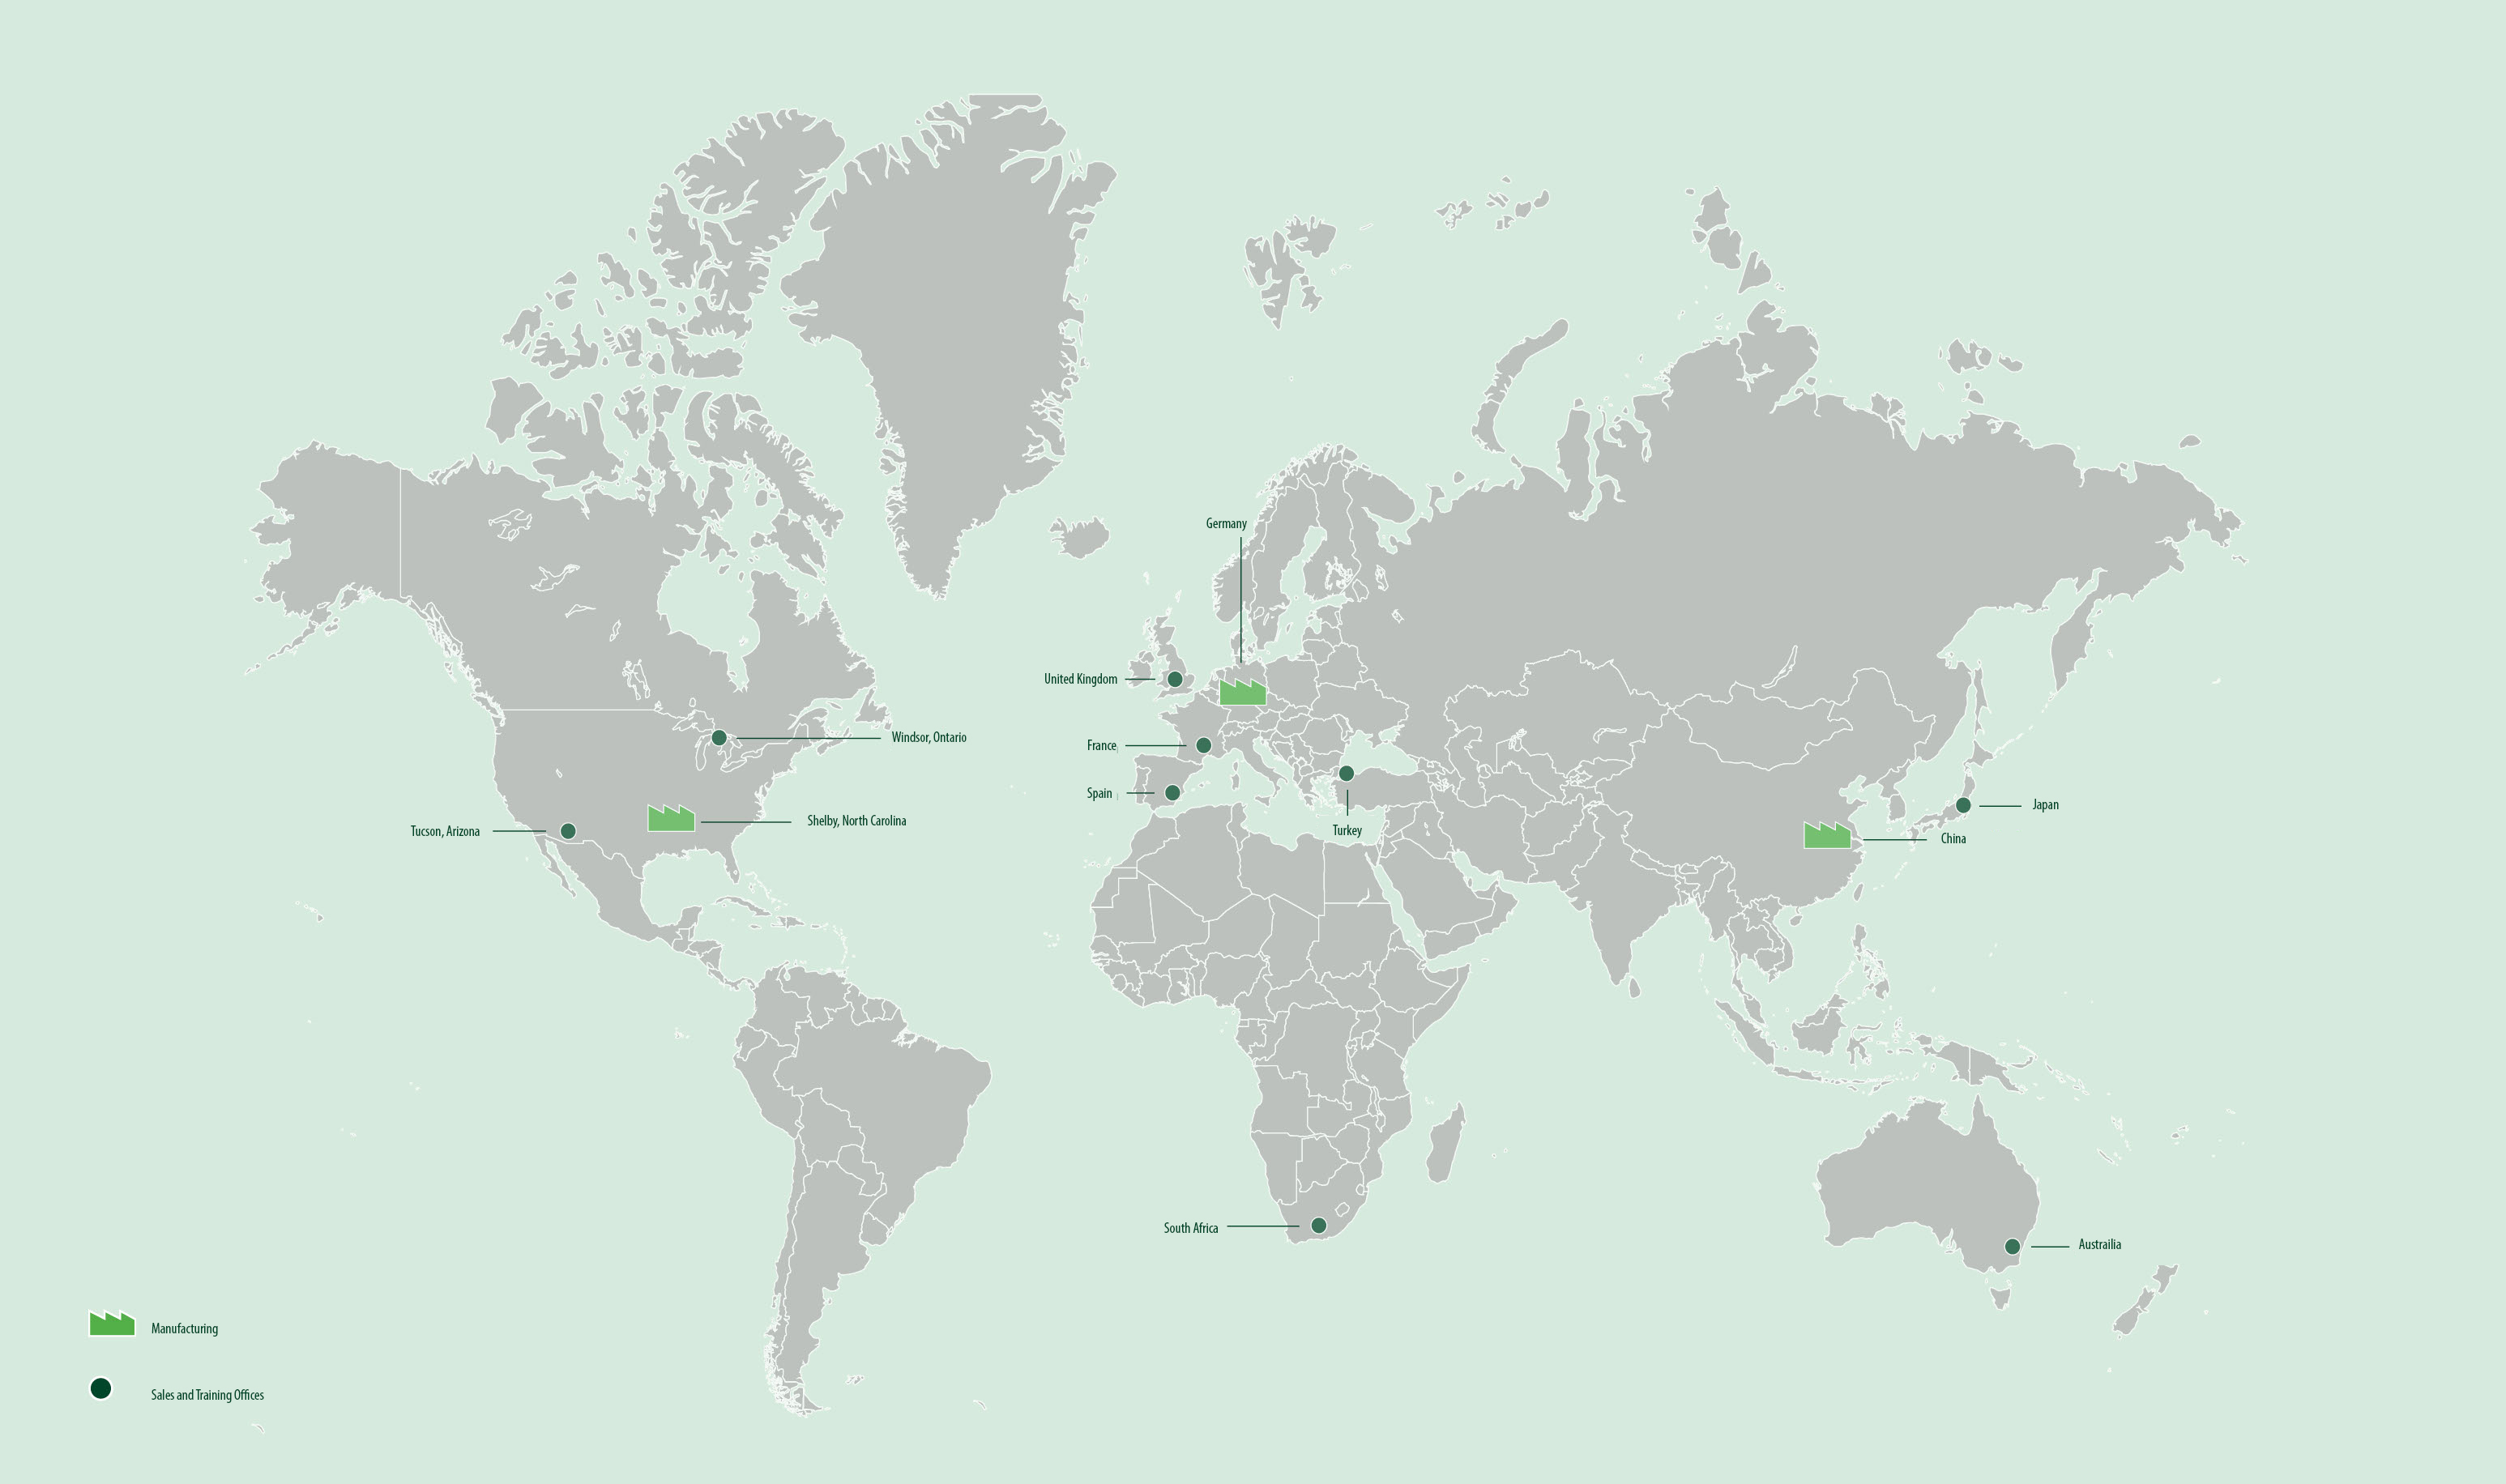 Germany
United Kingdom
Windsor, Ontario
France
Spain
Turkey
Japan
Shelby, North Carolina
Tucson, Arizona
China
South Africa
Austrailia
Manufacturing
Sales and Training Offices